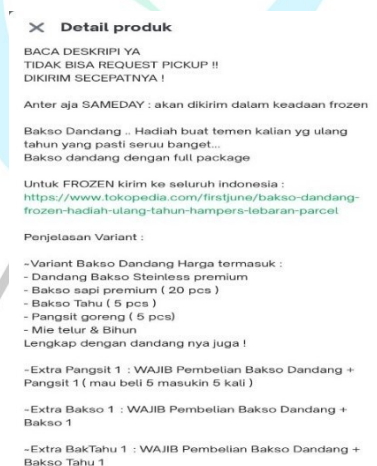 Detail produk
BACA DESKRIPI YA
TIDAK BISA REQUEST PICKUP !!
DIKIRIM SECEPATNYA !
Anter aja SAMEDAY : akan dikirim dalam keadaan frozen
Bakso Dandang .. Hadiah buat temen kalian yg ulang
tahun yang pasti seruu banget...
Bakso dandang dengan full package
Untuk FROZEN kirim ke seluruh indonesia :
https://www.tokopedia.com/firstjune/bakso-dandang-
frozen-hadiah-ulang-tahun-hampers-lebaran-parcel
Penjelasan Variant :
~Variant Bakso Dandang Harga termasuk :
- Dandang Bakso Steinless premium
- Bakso sapi premium ( 20 pcs )
- Bakso Tahu ( 5 pcs )
- Pangsit goreng ( 5 pcs)
- Mie telur & Bihun
Lengkap dengan dandang nya juga !
~Extra Pangsit 1 : WAJIB Pembelian Bakso Dandang +
Pangsit 1 ( mau beli 5 masukin 5 kali )
~Extra Bakso 1 : WAJIB Pembelian Bakso Dandang +
Bakso 1
~Extra BakTahu 1 : WAJIB Pembelian Bakso Dandang +
Bakso Tahu 1